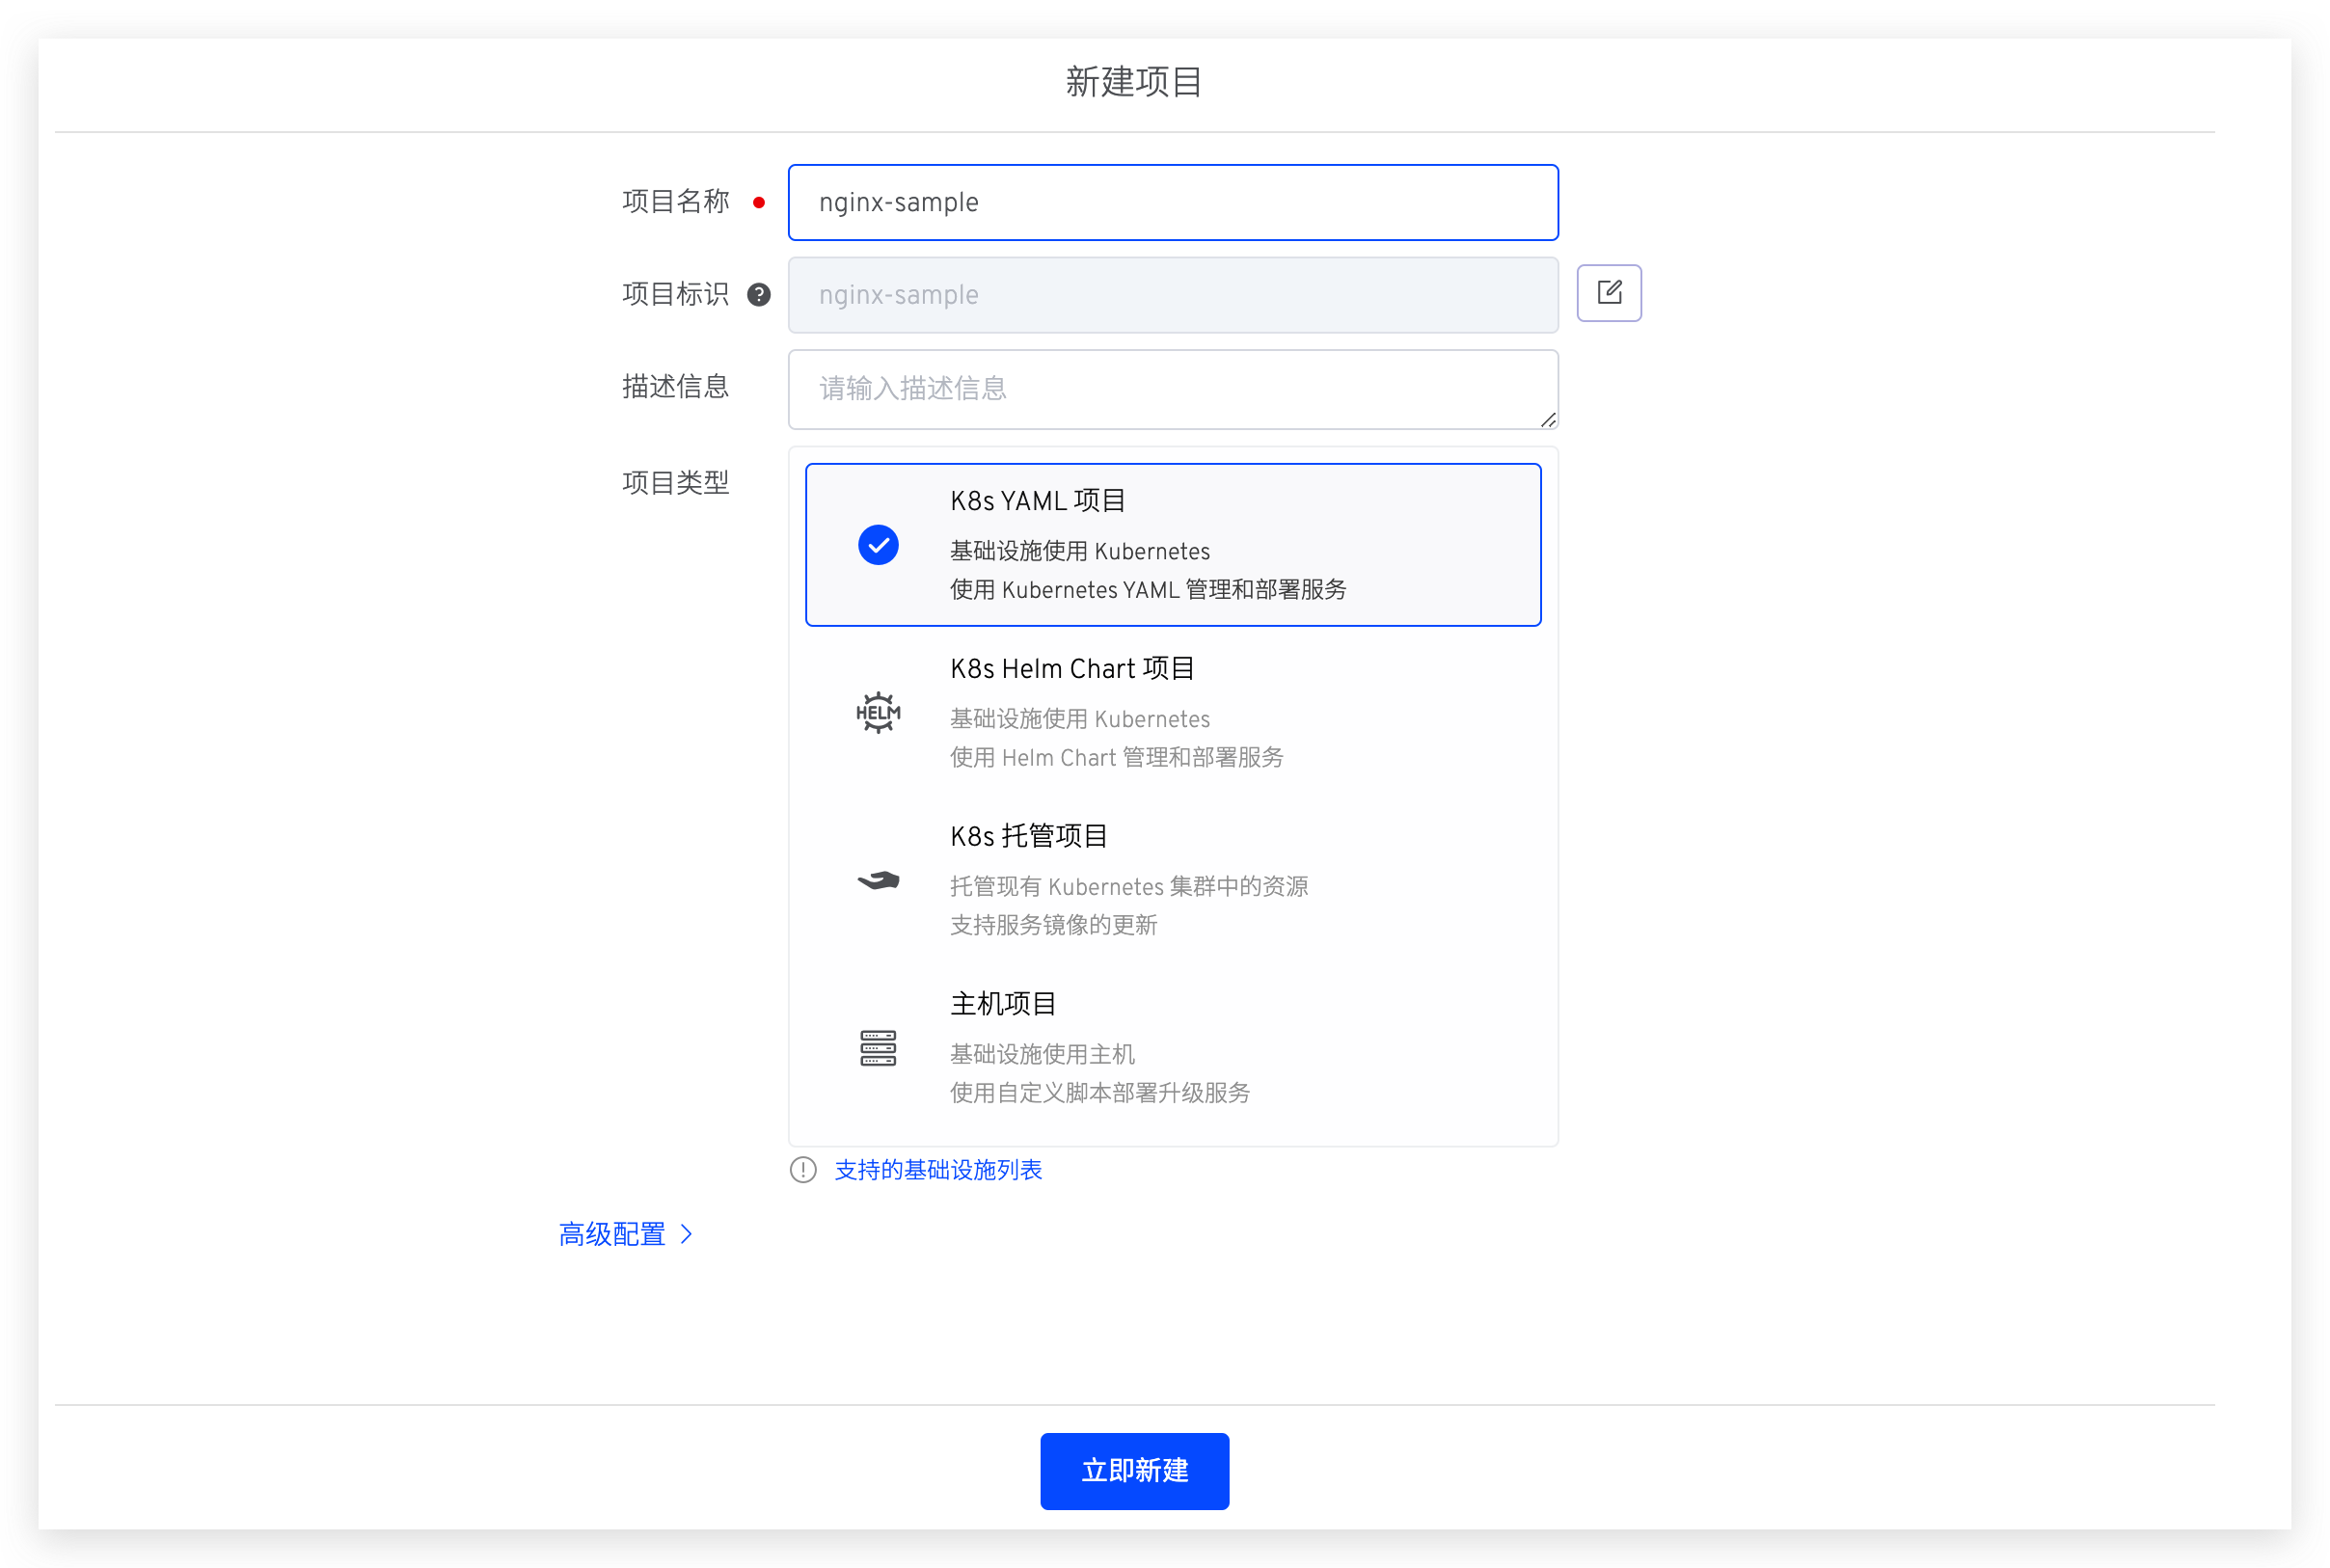 新建项目
项目名称
nginx-sample
项目标识
nginx-sample
描述信息
请输入描述信息
项目类型
K8s YAML 项目
基础设施使用 Kubernetes
使用 Kubernetes YAML 管理和部署服务
HELM
K8s Helm Chart 项目
基础设施使用 Kubernetes
使用 Helm Chart 管理和部署服务
K8s 托管项目
托管现有 Kubernetes 集群中的资源
支持服务镜像的更新
主机项目
基础设施使用主机
使用自定义脚本部署升级服务
支持的基础设施列表
高级配置
立即新建